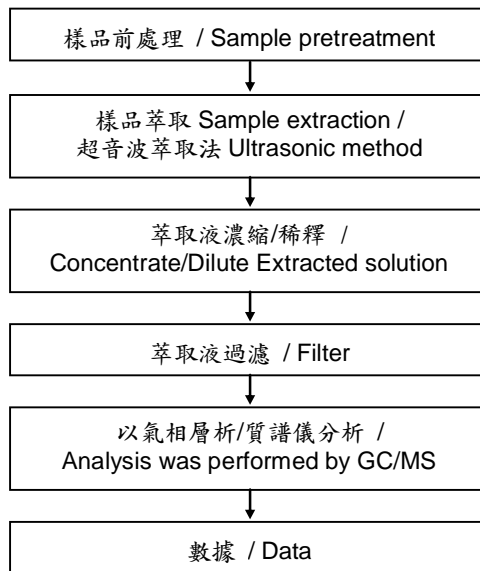 樣品前處理 / Sample pretreatment
樣品萃取 Sample extraction /
超音波萃取法 Ultrasonic method
萃取液濃縮/稀釋 /
Concentrate/Dilute Extracted solution
萃取液過濾 / Filter
以氣相層析/質譜儀分析 /
Analysis was performed by GC/MS
數據 / Data